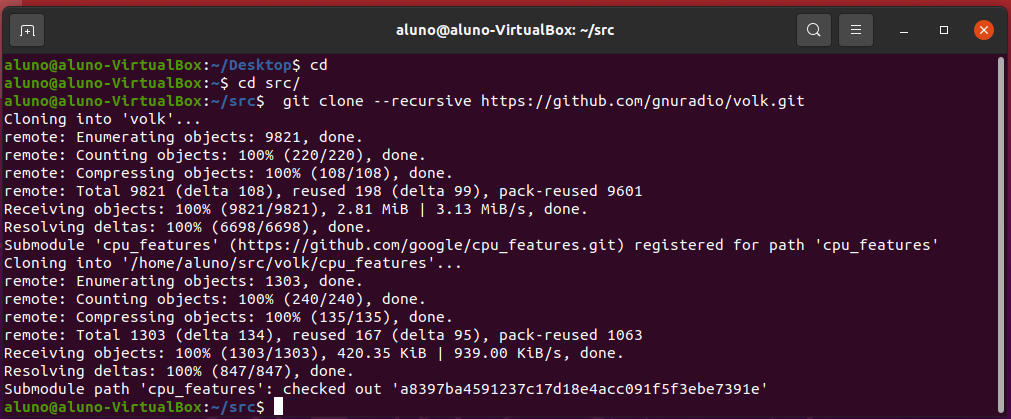 aluno@aluno-VirtualBox: ~/src
aluno@aluno-VirtualBox:~/Desktop$ cd
aluno@aluno-VirtualBox:~$ cd src/
aluno@aluno-VirtualBox:~/src$  git clone --recursive https://github.com/gnuradio/volk.git
Cloning into 'volk'...
remote: Enumerating objects: 9821, done.
remote: Counting objects: 100% (220/220), done.
remote: Compressing objects: 100% (108/108), done.
remote: Total 9821 (delta 108), reused 198 (delta 99), pack-reused 9601
Receiving objects: 100% (9821/9821), 2.81 MiB | 3.13 MiB/s, done.
Resolving deltas: 100% (6698/6698), done.
Submodule 'cpu_features' (https://github.com/google/cpu_features.git) registered for path 'cpu_features'
Cloning into '/home/aluno/src/volk/cpu_features'...
remote: Enumerating objects: 1303, done.
remote: Counting objects: 100% (240/240), done.
remote: Compressing objects: 100% (135/135), done.
remote: Total 1303 (delta 134), reused 167 (delta 95), pack-reused 1063
Receiving objects: 100% (1303/1303), 420.35 KiB | 939.00 KiB/s, done.
Resolving deltas: 100% (847/847), done.
Submodule path 'cpu_features': checked out 'a8397ba4591237c17d18e4acc091f5f3ebe7391e'
aluno@aluno-VirtualBox:~/src$